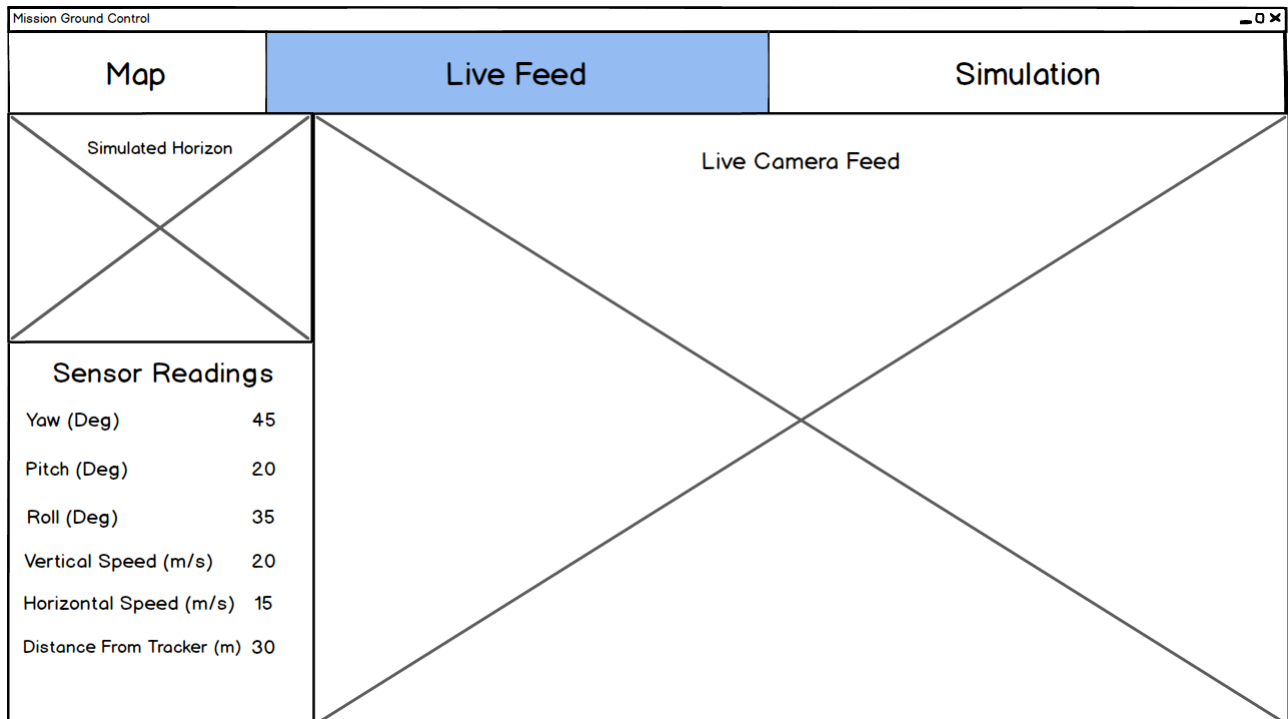 Mission Ground Control
Map Live Feed Simulation
Simulated Horizon
Live Camera Feed
Sensor Readings
Yaw (Deg) 45
Pitch (Deg) 20
Roll (Deg) 35
Vertical Speed (m/s) 20
Horizontal Speed (m/s) 15
Distance From Tracker (m) 30